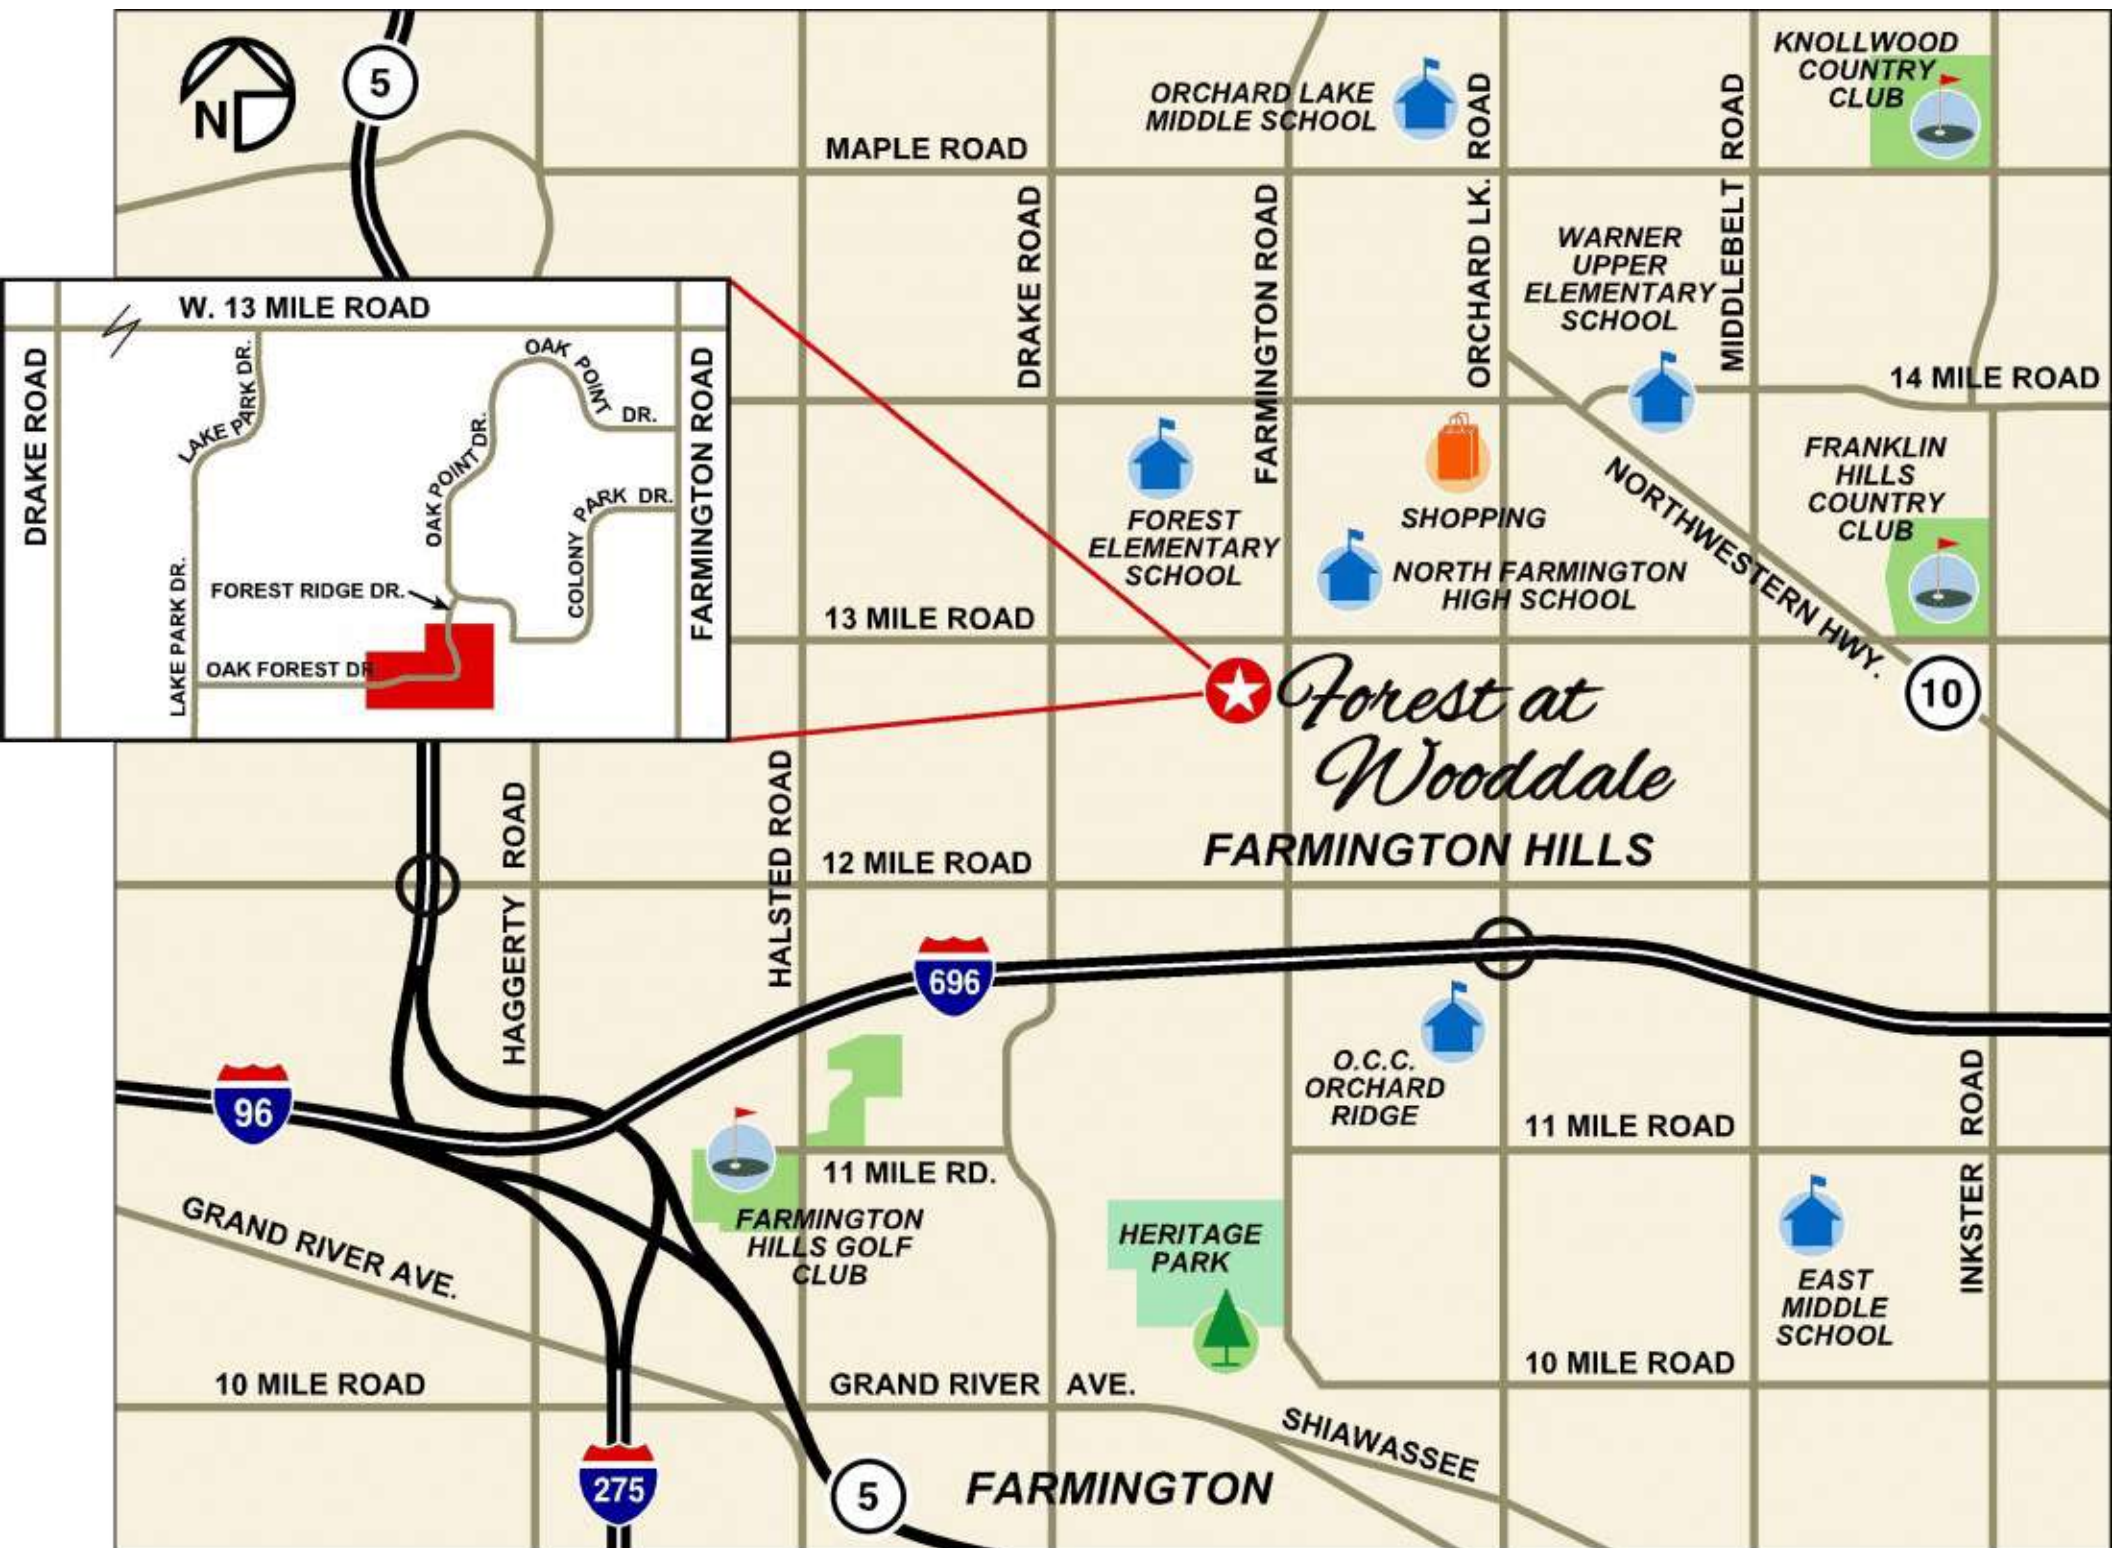 N
5
KNOLLWOOD
COUNTRY
CLUB
ORCHARD LAKE
MIDDLE SCHOOL
MAPLE ROAD
DRAKE ROAD
FARMINGTON ROAD
ORCHARD LK. ROAD
MIDDLEBELT ROAD
WARNER
UPPER
ELEMENTARY
SCHOOL
14 MILE ROAD
W. 13 MILE ROAD
DRAKE ROAD
LAKE PARK DR.
LAKE PARK DR.
OAK POINT DR.
OAK POINT DR.
COLONY PARK DR.
FARMINGTON ROAD
FOREST RIDGE DR.
OAK FOREST DR
FOREST
ELEMENTARY
SCHOOL
SHOPPING
NORTH FARMINGTON
HIGH SCHOOL
FRANKLIN
HILLS
COUNTRY
CLUB
NORTHWESTERN HWY.
10
13 MILE ROAD
Forest at
Wooddale
FARMINGTON HILLS
12 MILE ROAD
HAGGERTY ROAD
HALSTED ROAD
696
96
O.C.C.
ORCHARD
RIDGE
11 MILE ROAD
INKSTER ROAD
11 MILE RD.
FARMINGTON
HILLS GOLF
CLUB
HERITAGE
PARK
EAST
MIDDLE
SCHOOL
GRAND RIVER AVE.
10 MILE ROAD
GRAND RIVER AVE.
10 MILE ROAD
SHIAWASSEE
275
5
FARMINGTON